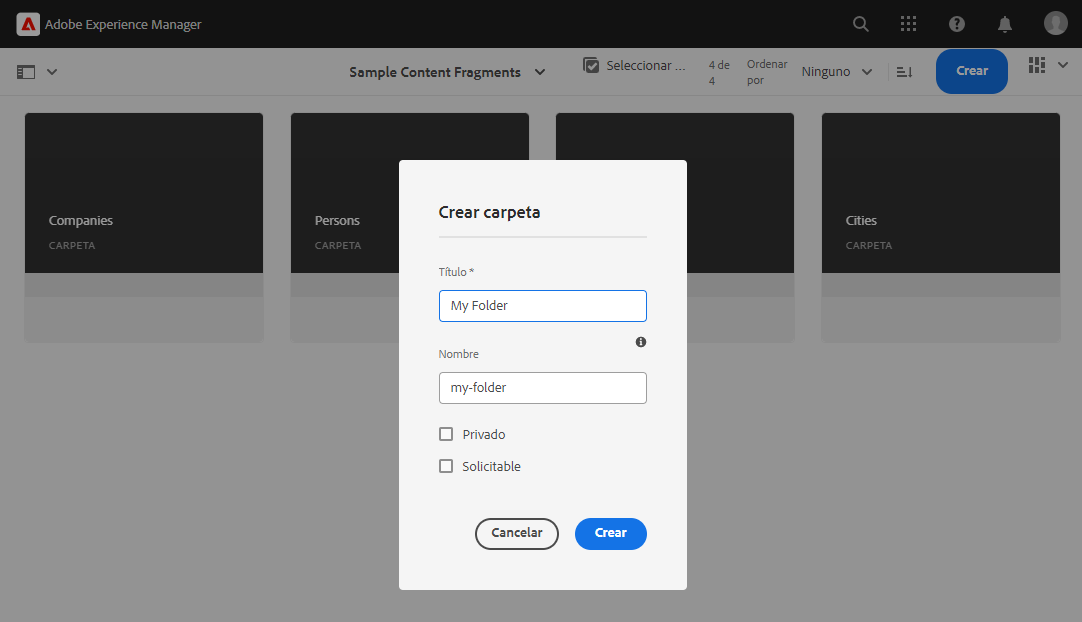 Adobe Experience Manager
Sample Content Fragments
Seleccionar ...
4 de
4
Ordenar
por
Ninguno
Crear
Companies
CARPETA
Persons
CARPETA
Cities
CARPETA
Crear carpeta
Título *
My Folder
Nombre
my-folder
Privado
Solicitable
Cancelar
Crear